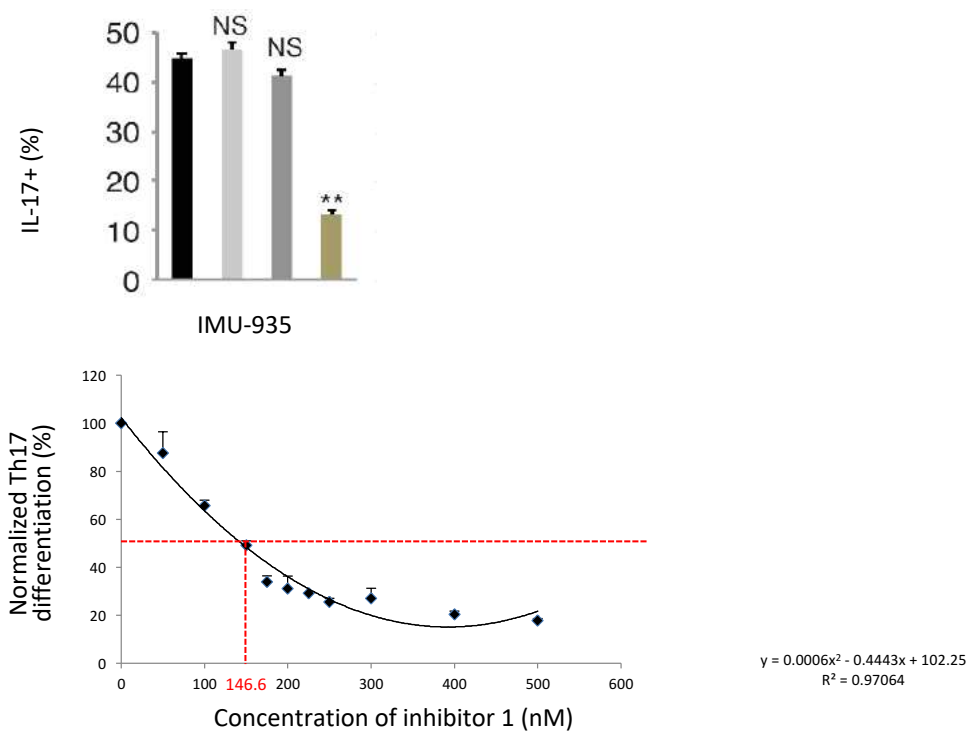 IL-17+ (%)
50
40
30
20
10
0
NS
NS
**
IMU-935
Normalized Th17
differentiation (%)
120
100
80
60
40
20
0
0
100
146.6
200
300
400
500
600
Concentration of inhibitor 1 (nM)
y = 0.0006x² - 0.4443x + 102.25
R² = 0.97064